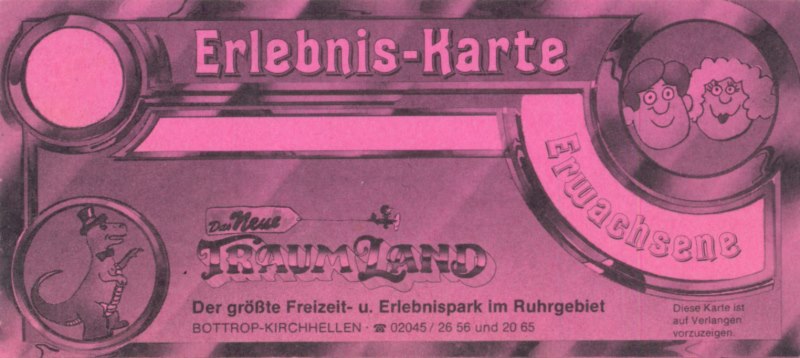 Erlebnis-Karte
Erwachsene
Das Neue
TRAUMLAND
Der größte Freizeit- u. Erlebnispark im Ruhrgebiet
BOTTROP-KIRCHHELLEN · ☎ 02045 / 26 56 und 20 65
Diese Karte ist
auf Verlangen
vorzuzeigen.